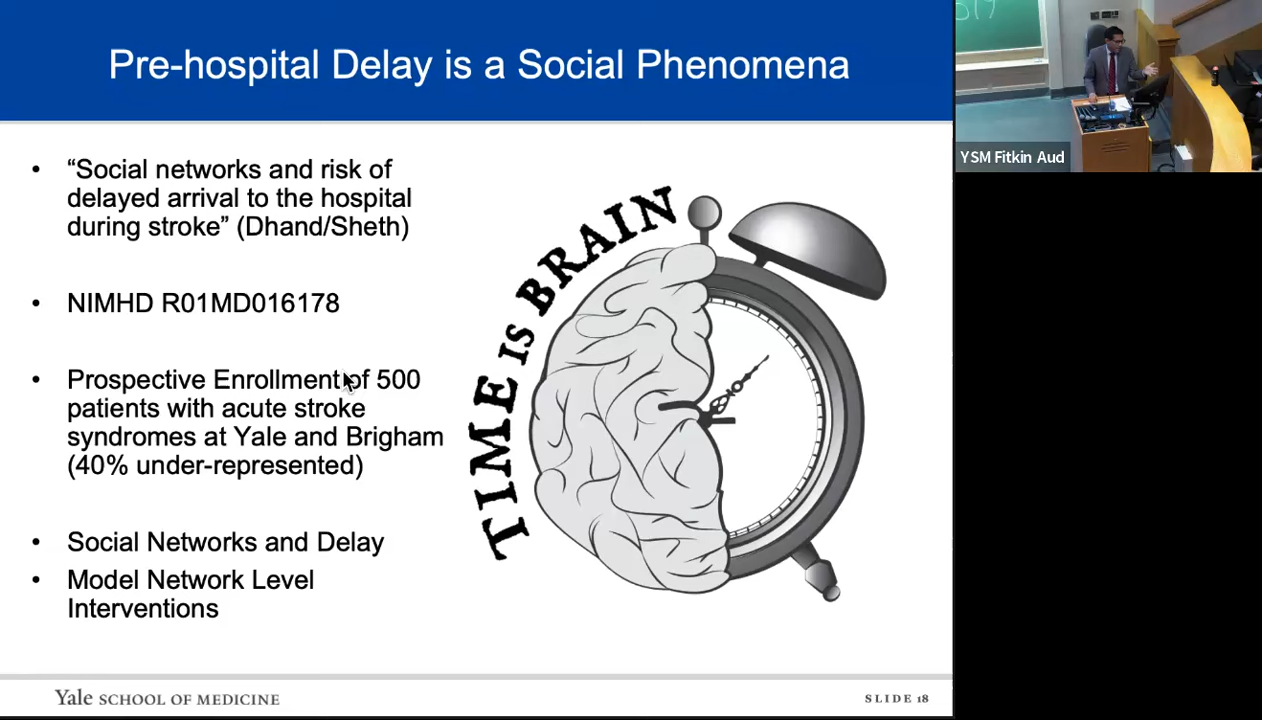 Pre-hospital Delay is a Social Phenomena
• “Social networks and risk of
delayed arrival to the hospital
during stroke” (Dhand/Sheth)
• NIMHD R01MD016178
• Prospective Enrollment of 500
patients with acute stroke
syndromes at Yale and Brigham
(40% under-represented)
• Social Networks and Delay
• Model Network Level
Interventions
TIME IS BRAIN
Yale SCHOOL OF MEDICINE
SLIDE 18
YSM Fitkin Aud